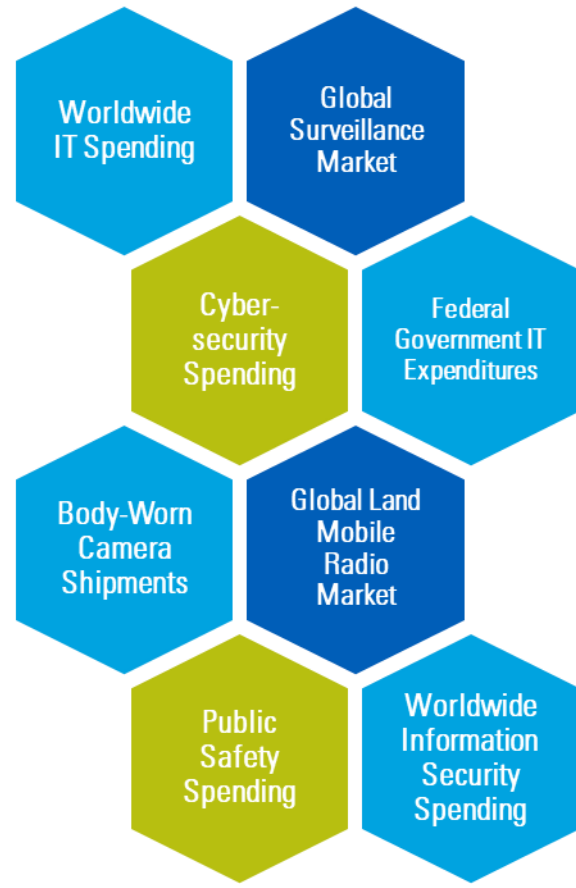 Worldwide
IT Spending
Global
Surveillance
Market
Cyber-
security
Spending
Federal
Government IT
Expenditures
Body-Worn
Camera
Shipments
Global Land
Mobile
Radio
Market
Public
Safety
Spending
Worldwide
Information
Security
Spending